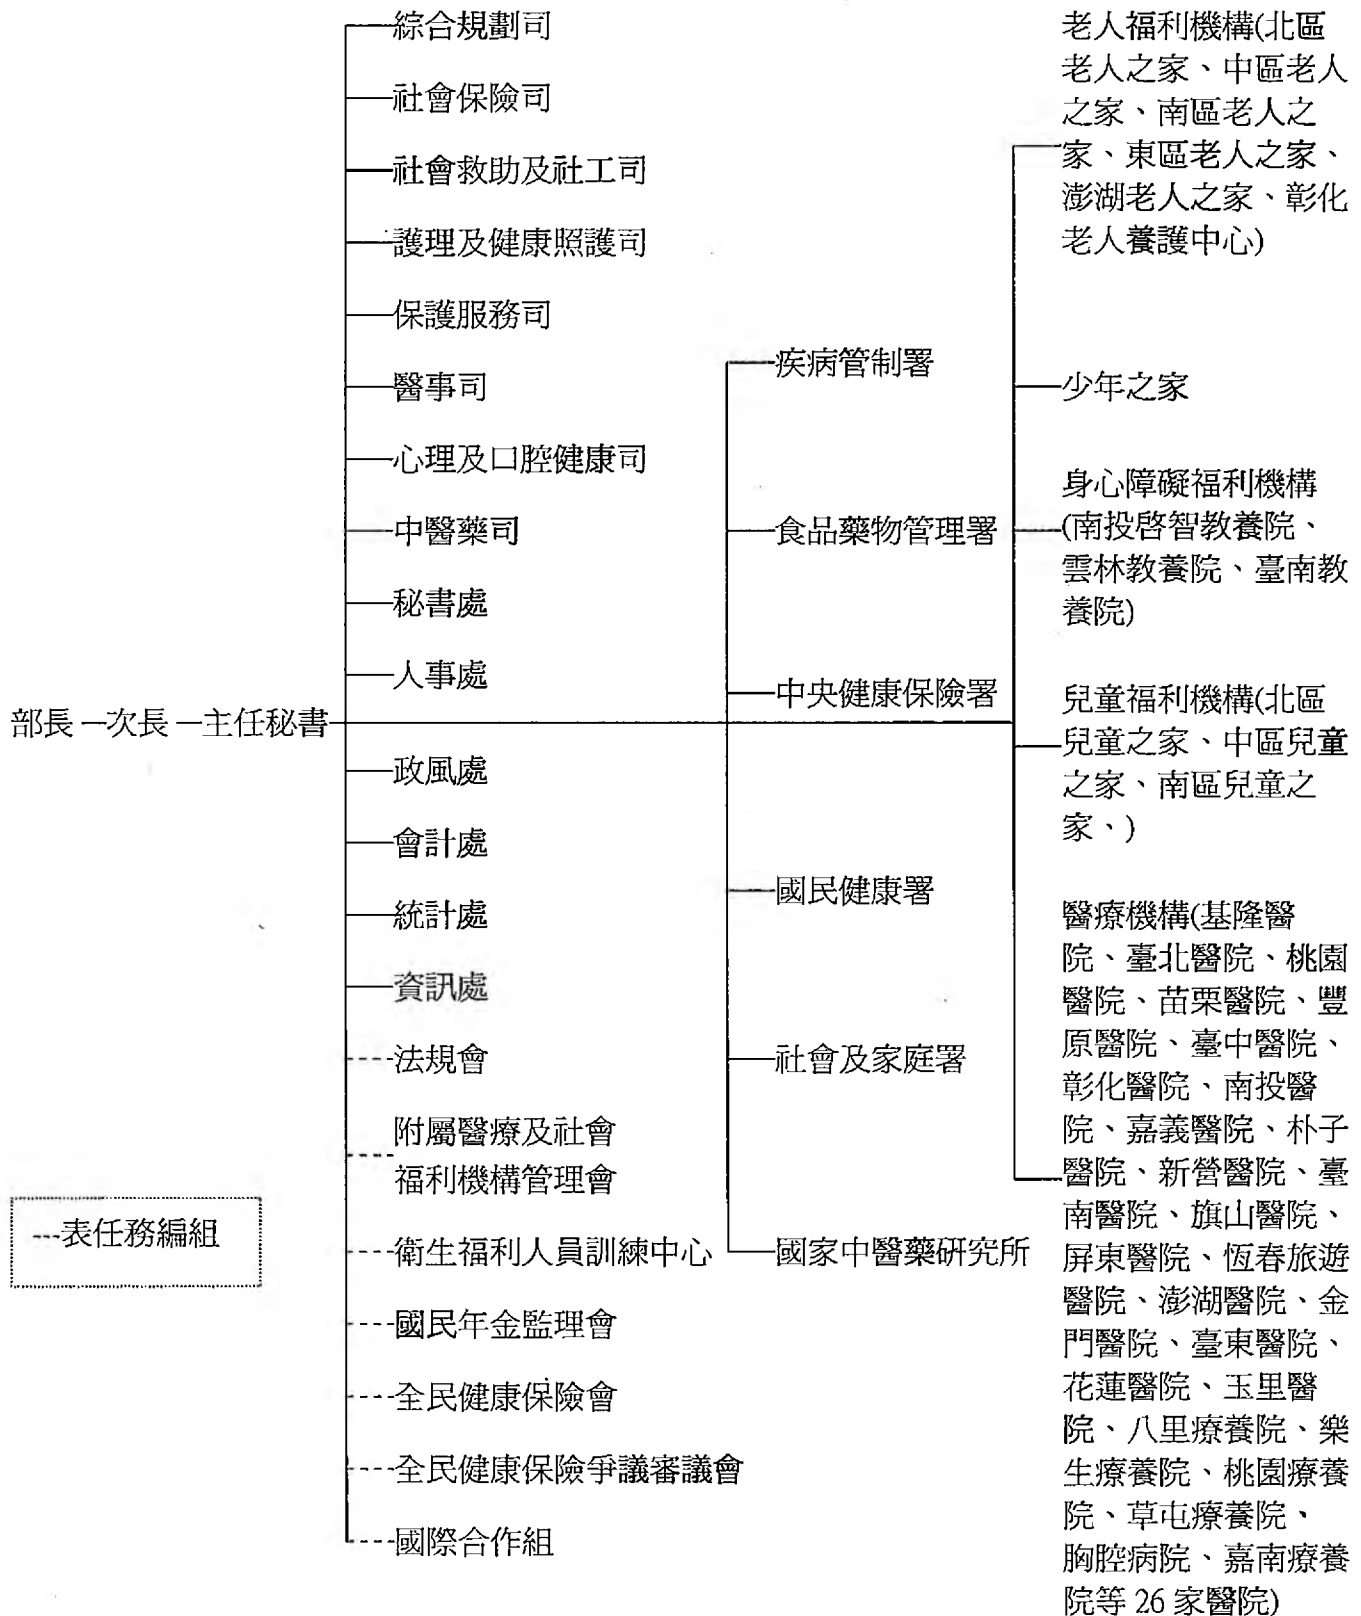 綜合規劃司
社會保險司
社會救助及社工司
護理及健康照護司
保護服務司
醫事司
心理及口腔健康司
中醫藥司
秘書處
人事處
部長 一次長 一主任秘書
政風處
會計處
統計處
資訊處
法規會
附屬醫療及社會
福利機構管理會
衛生福利人員訓練中心
國民年金監理會
全民健康保險會
全民健康保險爭議審議會
國際合作組
---表任務編組
疾病管制署
食品藥物管理署
中央健康保險署
國民健康署
社會及家庭署
國家中醫藥研究所
老人福利機構(北區
老人之家、中區老人
之家、南區老人之
家、東區老人之家、
澎湖老人之家、彰化
老人養護中心)
少年之家
身心障礙福利機構
(南投啓智教養院、
雲林教養院、臺南教
養院)
兒童福利機構(北區
兒童之家、中區兒童
之家、南區兒童之
家、)
醫療機構(基隆醫
院、臺北醫院、桃園
醫院、苗栗醫院、豐
原醫院、臺中醫院、
彰化醫院、南投醫
院、嘉義醫院、朴子
醫院、新營醫院、臺
南醫院、旗山醫院、
屏東醫院、恆春旅遊
醫院、澎湖醫院、金
門醫院、臺東醫院、
花蓮醫院、玉里醫
院、八里療養院、樂
生療養院、桃園療養
院、草屯療養院、
胸腔病院、嘉南療養
院等 26 家醫院)